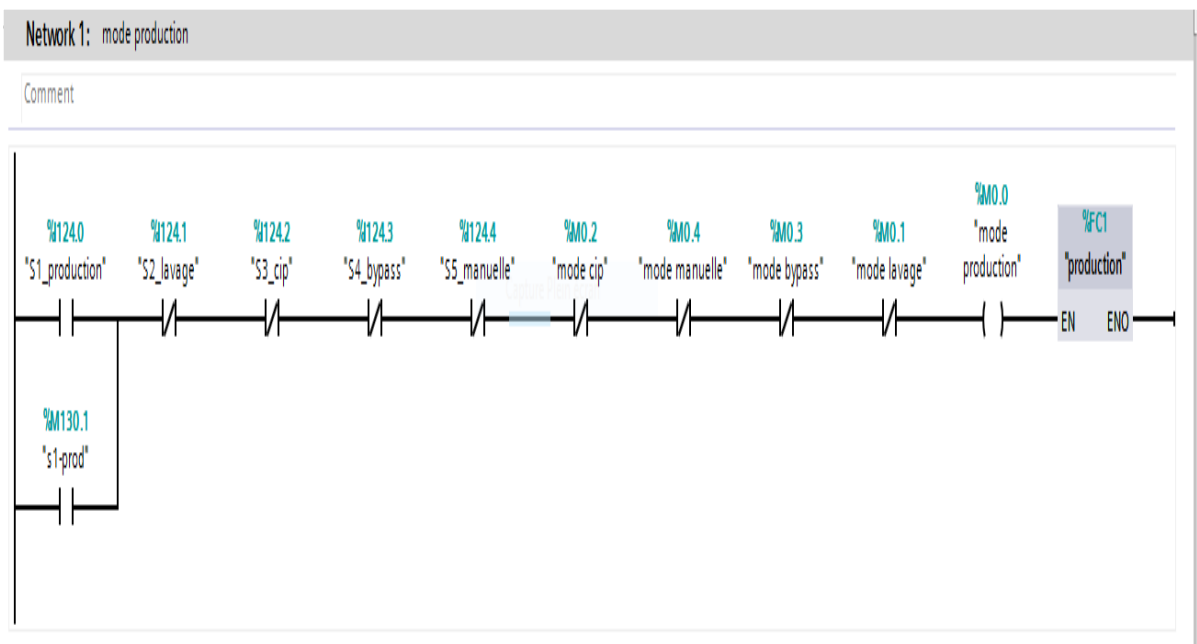 Network 1: mode production
Comment
%I124.0 %I124.1 %I124.2 %I124.3 %I124.4 %M0.2 %M0.4 %M0.3 %M0.1 %M0.0 %FC1
"S1_production" "S2_lavage" "S3_cip" "S4_bypass" "S5_manuelle" "mode cip" "mode manuelle" "mode bypass" "mode lavage" "mode production" "production"
EN ENO
%M130.1
"s1-prod"